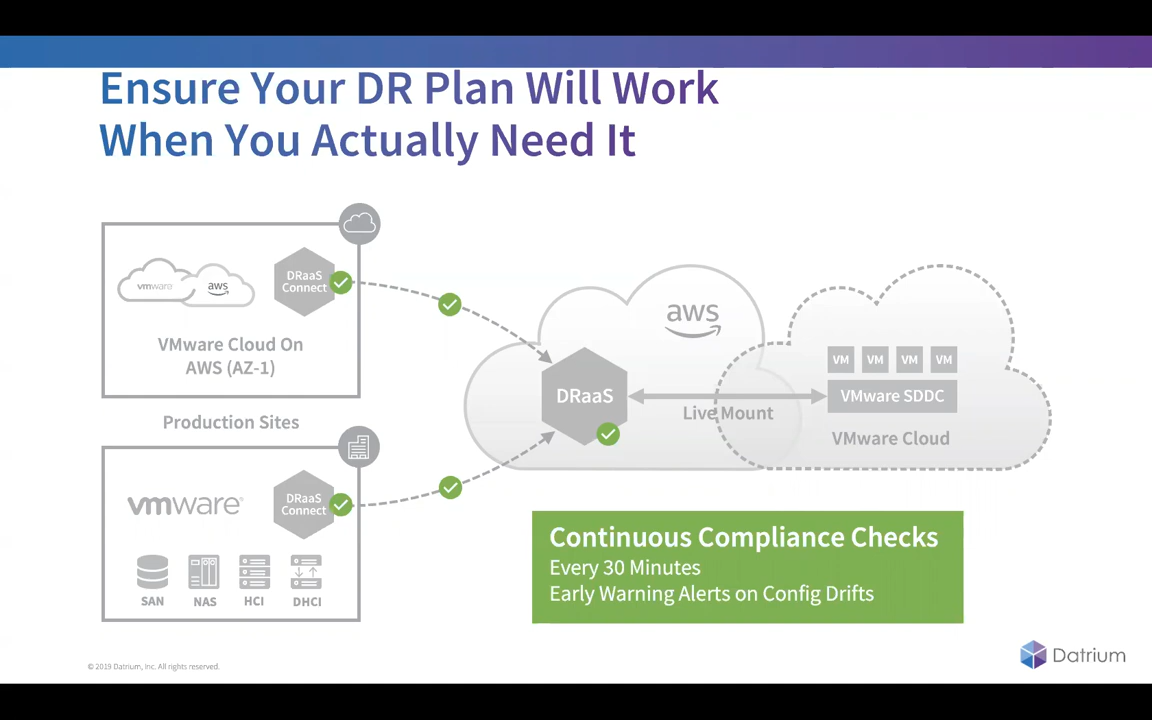 Ensure Your DR Plan Will Work
When You Actually Need It
vmware
aws
DRaaS
Connect
VMware Cloud On
AWS (AZ-1)
Production Sites
vmware®
DRaaS
Connect
SAN
NAS
HCI
DHCI
aws
DRaaS
Live Mount
VM VM VM VM
VMware SDDC
VMware Cloud
Continuous Compliance Checks
Every 30 Minutes
Early Warning Alerts on Config Drifts
© 2019 Datrium, Inc. All rights reserved.
Datrium